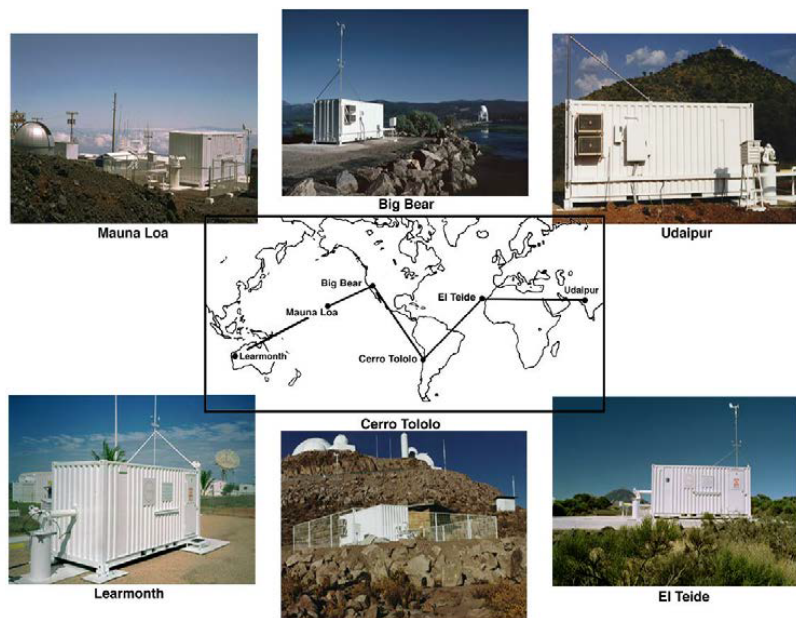 Mauna Loa
Big Bear
Udaipur
Big Bear
Mauna Loa
Learmonth
El Teide
Udaipur
Cerro Tololo
Cerro Tololo
Learmonth
El Teide